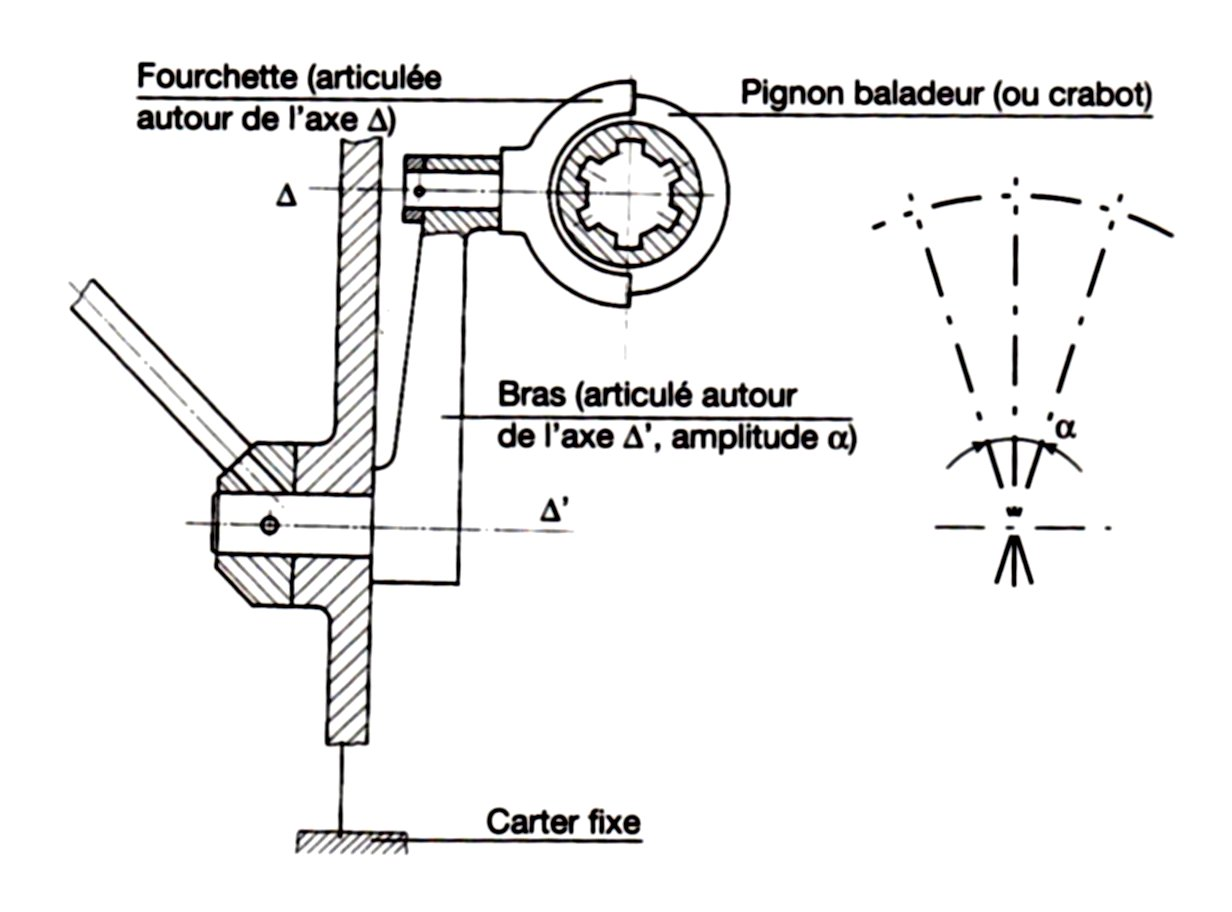 Fourchette (articulée
autour de l'axe Δ)
Pignon baladeur (ou crabot)
Δ
Bras (articulé autour
de l'axe Δ', amplitude α)
α
Δ'
Carter fixe